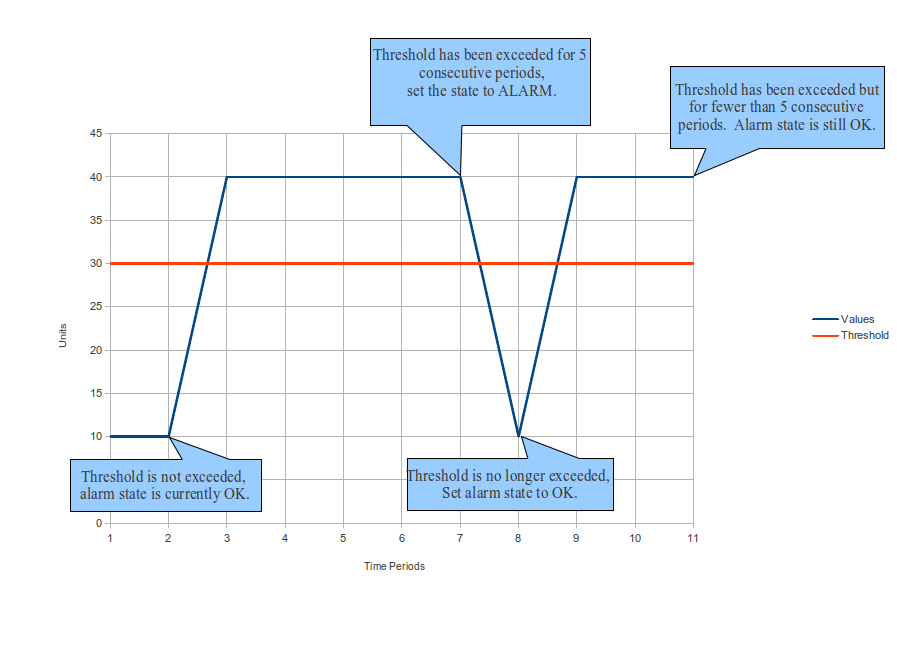 Threshold has been exceeded for 5
consecutive periods,
set the state to ALARM.
Threshold has been exceeded but
for fewer than 5 consecutive
periods.  Alarm state is still OK.
45
40
35
30
25
20
15
10
0
Units
Values
Threshold
Threshold is not exceeded,
alarm state is currently OK.
Threshold is no longer exceeded,
Set alarm state to OK.
1 2 3 4 5 6 7 8 9 10 11
Time Periods